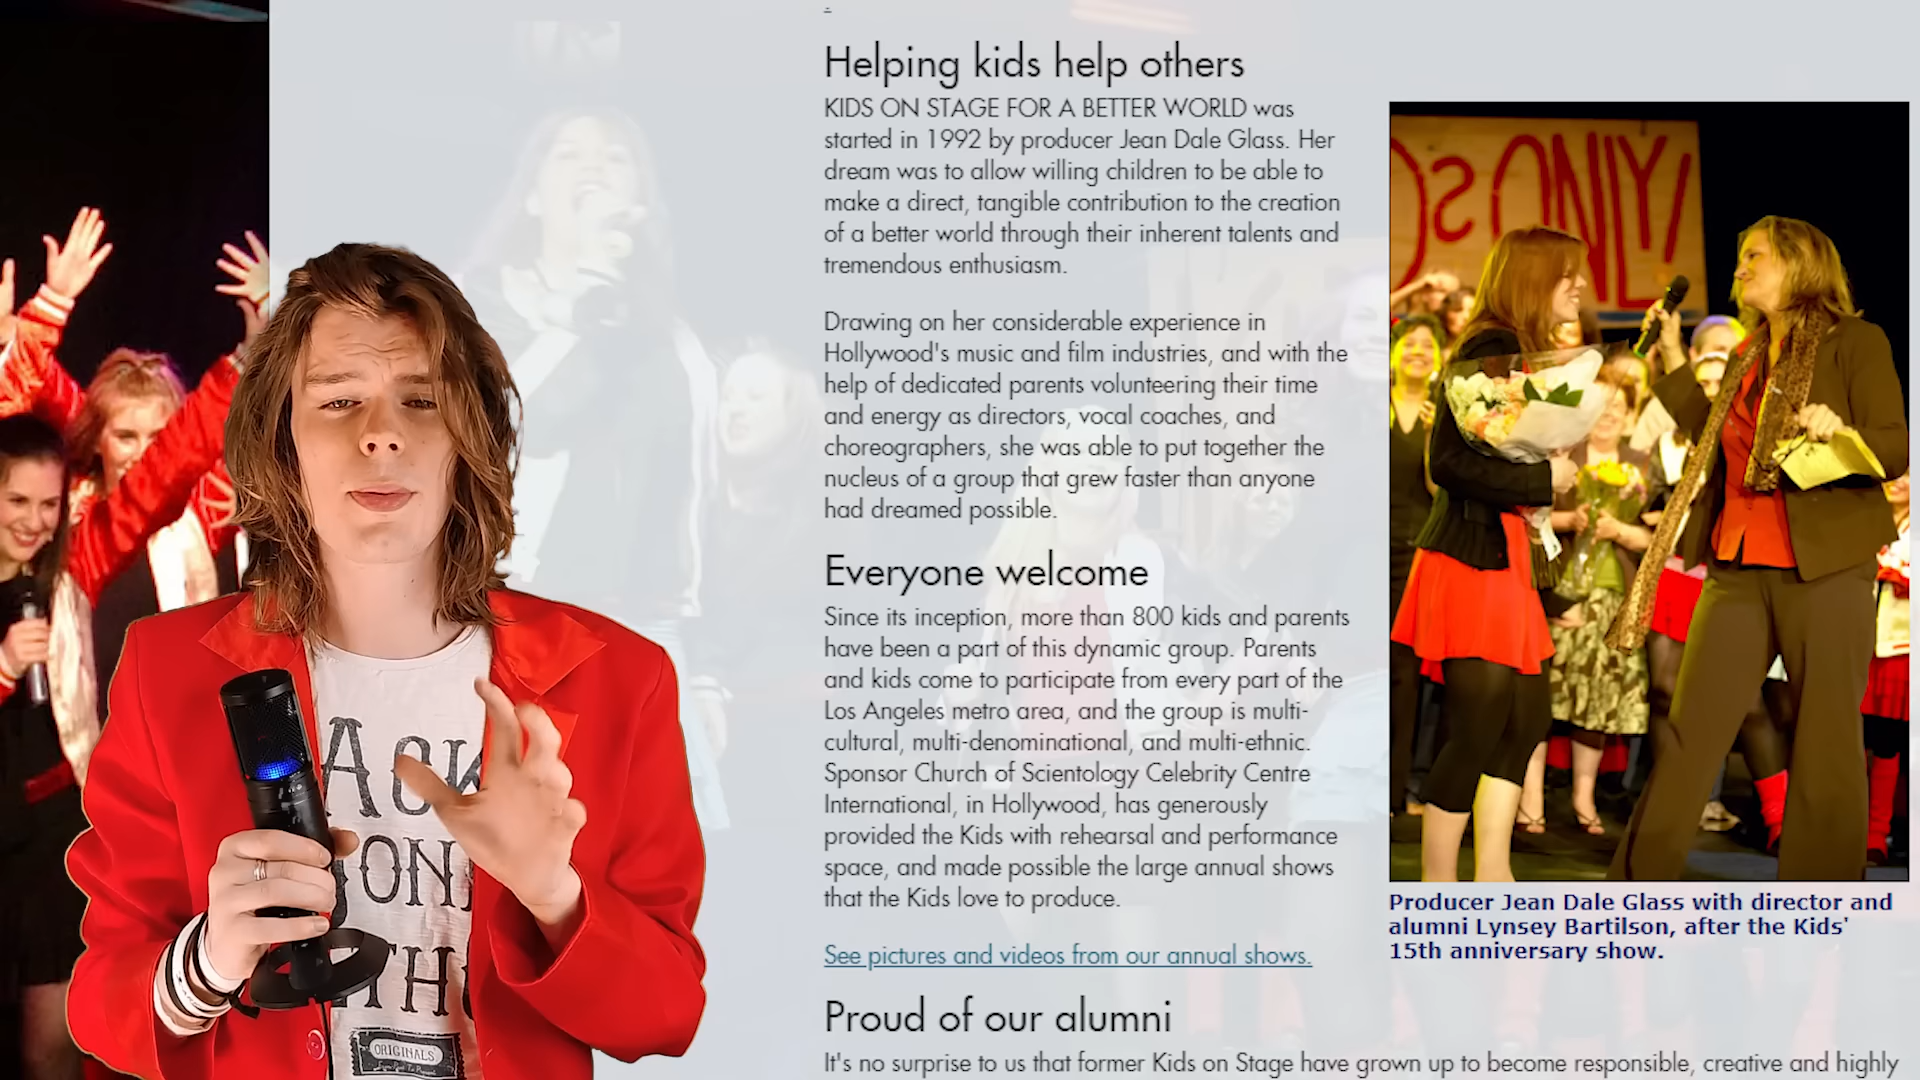 Helping kids help others
KIDS ON STAGE FOR A BETTER WORLD was
started in 1992 by producer Jean Dale Glass. Her
dream was to allow willing children to be able to
make a direct, tangible contribution to the creation
of a better world through their inherent talents and
tremendous enthusiasm.
Drawing on her considerable experience in
Hollywood's music and film industries, and with the
help of dedicated parents volunteering their time
and energy as directors, vocal coaches, and
choreographers, she was able to put together the
nucleus of a group that grew faster than anyone
had dreamed possible.
Everyone welcome
Since its inception, more than 800 kids and parents
have been a part of this dynamic group. Parents
and kids come to participate from every part of the
Los Angeles metro area, and the group is multi-
cultural, multi-denominational, and multi-ethnic.
Sponsor Church of Scientology Celebrity Centre
International, in Hollywood, has generously
provided the Kids with rehearsal and performance
space, and made possible the large annual shows
that the Kids love to produce.
See pictures and videos from our annual shows.
Proud of our alumni
It's no surprise to us that former Kids on Stage have grown up to become responsible, creative and highly
Producer Jean Dale Glass with director and
alumni Lynsey Bartilson, after the Kids'
15th anniversary show.
ORIGINALS